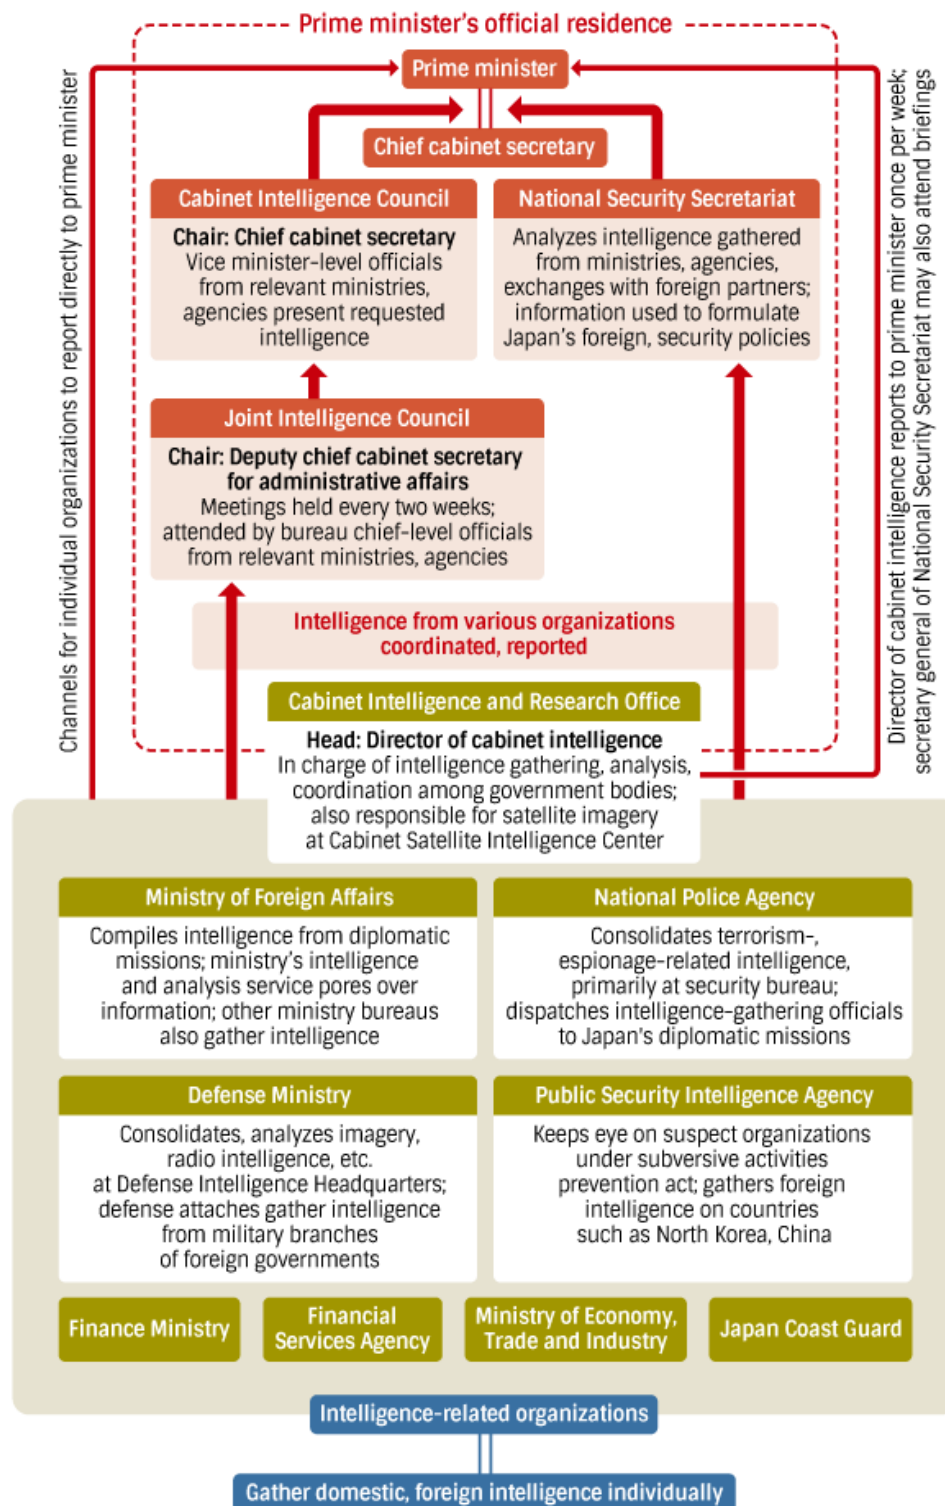 Prime minister's official residence
Prime minister
Chief cabinet secretary
Channels for individual organizations to report directly to prime minister
Director of cabinet intelligence reports to prime minister once per week;
secretary general of National Security Secretariat may also attend briefings
Cabinet Intelligence Council
Chair: Chief cabinet secretary
Vice minister-level officials
from relevant ministries,
agencies present requested
intelligence
National Security Secretariat
Analyzes intelligence gathered
from ministries, agencies,
exchanges with foreign partners;
information used to formulate
Japan's foreign, security policies
Joint Intelligence Council
Chair: Deputy chief cabinet secretary
for administrative affairs
Meetings held every two weeks;
attended by bureau chief-level officials
from relevant ministries, agencies
Intelligence from various organizations
coordinated, reported
Cabinet Intelligence and Research Office
Head: Director of cabinet intelligence
In charge of intelligence gathering, analysis,
coordination among government bodies;
also responsible for satellite imagery
at Cabinet Satellite Intelligence Center
Ministry of Foreign Affairs
Compiles intelligence from diplomatic
missions; ministry's intelligence
and analysis service pores over
information; other ministry bureaus
also gather intelligence
National Police Agency
Consolidates terrorism-,
espionage-related intelligence,
primarily at security bureau;
dispatches intelligence-gathering officials
to Japan's diplomatic missions
Defense Ministry
Consolidates, analyzes imagery,
radio intelligence, etc.
at Defense Intelligence Headquarters;
defense attaches gather intelligence
from military branches
of foreign governments
Public Security Intelligence Agency
Keeps eye on suspect organizations
under subversive activities
prevention act; gathers foreign
intelligence on countries
such as North Korea, China
Finance Ministry
Financial
Services Agency
Ministry of Economy,
Trade and Industry
Japan Coast Guard
Intelligence-related organizations
Gather domestic, foreign intelligence individually